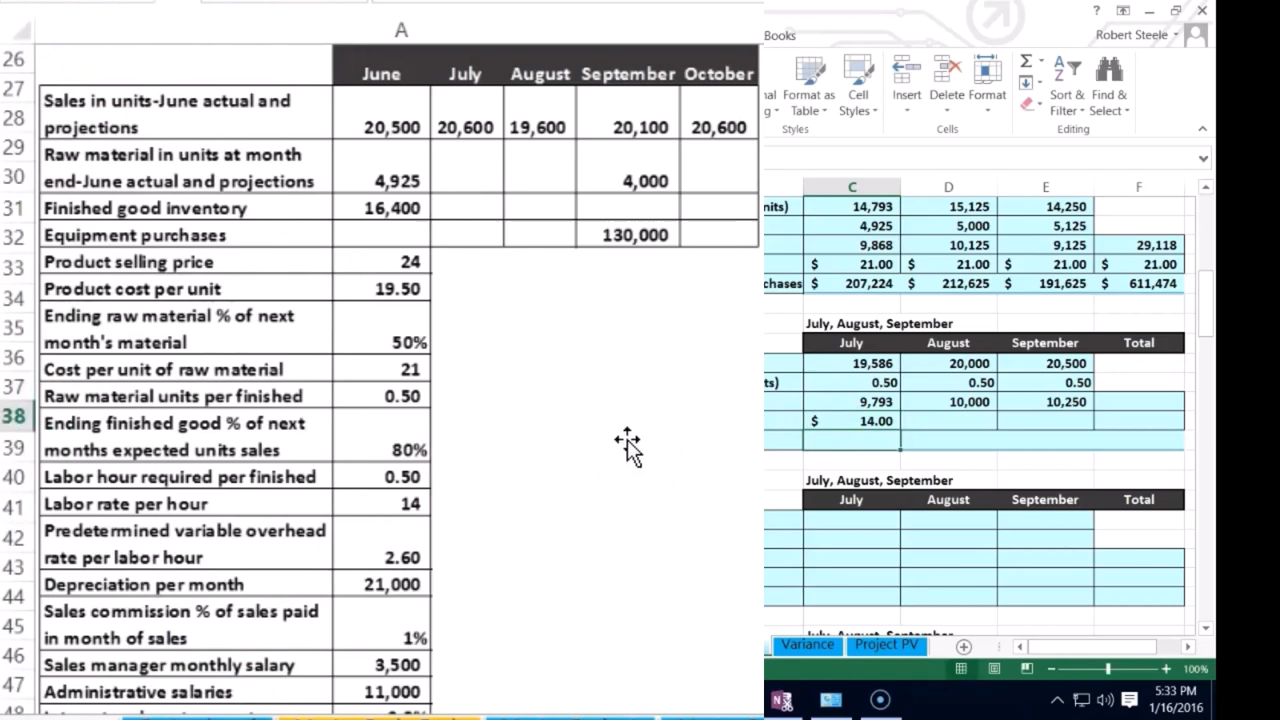 A
26
27
28
29
30
31
32
33
34
35
36
37
38
39
40
41
42
43
44
45
46
47
June July August September October
Sales in units-June actual and
projections 20,500 20,600 19,600 20,100 20,600
Raw material in units at month
end-June actual and projections 4,925 4,000
Finished good inventory 16,400
Equipment purchases 130,000
Product selling price 24
Product cost per unit 19.50
Ending raw material % of next
month's material 50%
Cost per unit of raw material 21
Raw material units per finished 0.50
Ending finished good % of next
months expected units sales 80%
Labor hour required per finished 0.50
Labor rate per hour 14
Predetermined variable overhead
rate per labor hour 2.60
Depreciation per month 21,000
Sales commission % of sales paid
in month of sales 1%
Sales manager monthly salary 3,500
Administrative salaries 11,000
Books
Robert Steele
Format as
Table
Cell
Styles
Styles
Insert Delete Format
Cells
Sort &
Filter
Find &
Select
Editing
C D E F
14,793 15,125 14,250
4,925 5,000 5,125
9,868 10,125 9,125 29,118
$ 21.00 $ 21.00 $ 21.00 $ 21.00
chases $ 207,224 $ 212,625 $ 191,625 $ 611,474
July, August, September
July August September Total
19,586 20,000 20,500
0.50 0.50 0.50
9,793 10,000 10,250
$ 14.00
July, August, September
July August September Total
Variance Project PV
100%
5:33 PM
1/16/2016